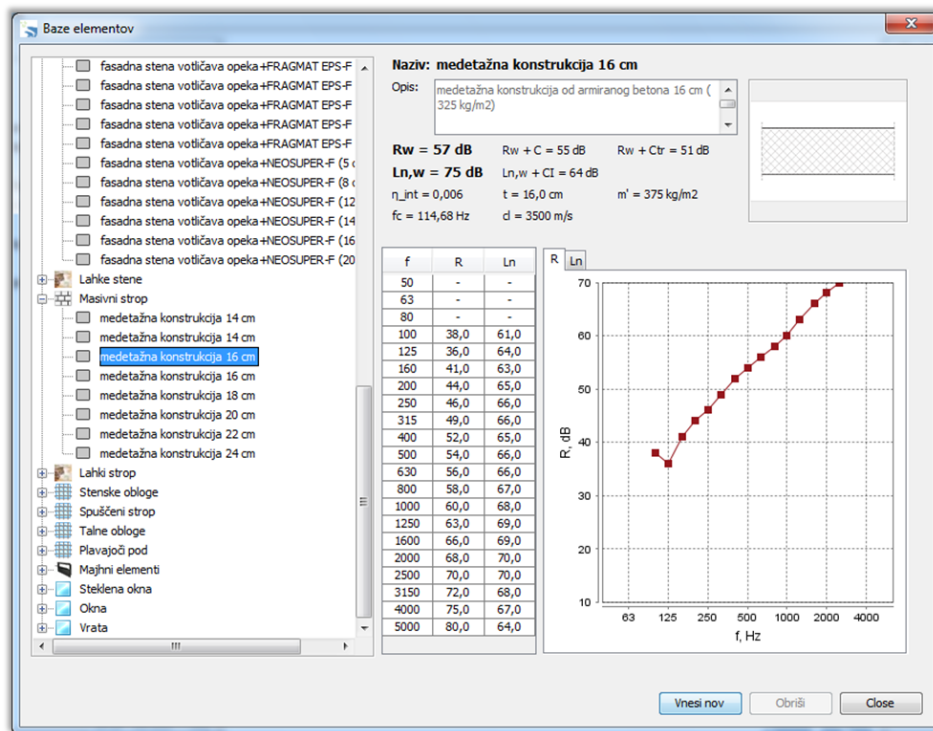 Baze elementov
fasadna stena votličava opeka+FRAGMAT EPS-F
fasadna stena votličava opeka+FRAGMAT EPS-F
fasadna stena votličava opeka+FRAGMAT EPS-F
fasadna stena votličava opeka+FRAGMAT EPS-F
fasadna stena votličava opeka+FRAGMAT EPS-F
fasadna stena votličava opeka+NEOSUPER-F (5 c
fasadna stena votličava opeka+NEOSUPER-F (8 c
fasadna stena votličava opeka+NEOSUPER-F (12
fasadna stena votličava opeka+NEOSUPER-F (14
fasadna stena votličava opeka+NEOSUPER-F (16
fasadna stena votličava opeka+NEOSUPER-F (20
Lahke stene
Masivni strop
medetažna konstrukcija 14 cm
medetažna konstrukcija 14 cm
medetažna konstrukcija 16 cm
medetažna konstrukcija 16 cm
medetažna konstrukcija 18 cm
medetažna konstrukcija 20 cm
medetažna konstrukcija 22 cm
medetažna konstrukcija 24 cm
Lahki strop
Stenske obloge
Spuščeni strop
Talne obloge
Plavajoči pod
Majhni elementi
Steklena okna
Okna
Vrata
Naziv: medetažna konstrukcija 16 cm
Opis: medetažna konstrukcija od armiranog betona 16 cm (
325 kg/m2)
Rw = 57 dB Rw + C = 55 dB Rw + Ctr = 51 dB
Ln,w = 75 dB Ln,w + CI = 64 dB
η_int = 0,006 t = 16,0 cm m' = 375 kg/m2
fc = 114,68 Hz cl = 3500 m/s
f R Ln
50 - -
63 - -
80 - -
100 38,0 61,0
125 36,0 64,0
160 41,0 63,0
200 44,0 65,0
250 46,0 66,0
315 49,0 66,0
400 52,0 65,0
500 54,0 66,0
630 56,0 66,0
800 58,0 67,0
1000 60,0 68,0
1250 63,0 69,0
1600 66,0 69,0
2000 68,0 70,0
2500 70,0 70,0
3150 72,0 68,0
4000 75,0 67,0
5000 80,0 64,0
R Ln
70
60
50
40
30
20
10
R, dB
63 125 250 500 1000 2000 4000
f, Hz
Vnesi nov Obriši Close